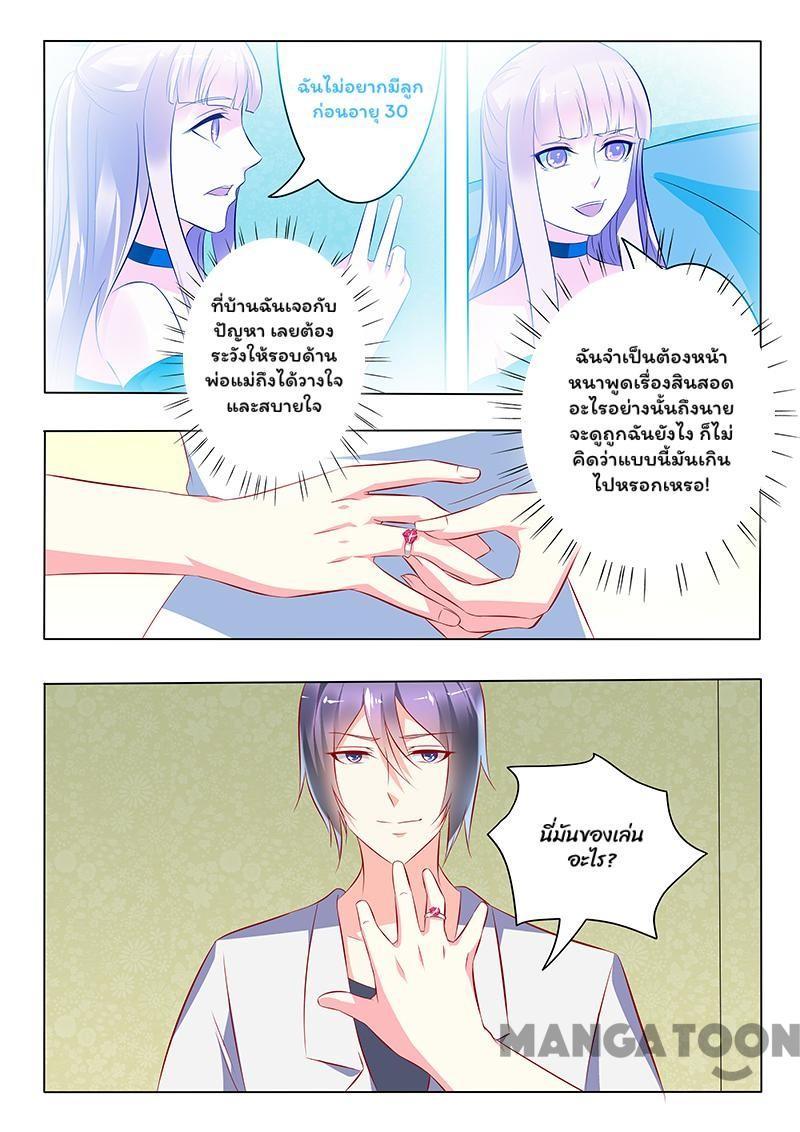 ฉันไม่อยากมีลูก
ก่อนอายุ 30
ที่บ้านฉันเจอกับ
ปัญหา เลยต้อง
ระวังให้รอบด้าน
พ่อแม่ถึงได้วางใจ
และสบายใจ
ฉันจำเป็นต้องหน้า
หนาพูดเรื่องสินสอด
อะไรอย่างนั้นถึงนาย
จะดูถูกฉันยังไง ก็ไม่
คิดว่าแบบนี้มันเกิน
ไปหรอกเหรอ!
นี่มันของเล่น
อะไร?
MANGATOON